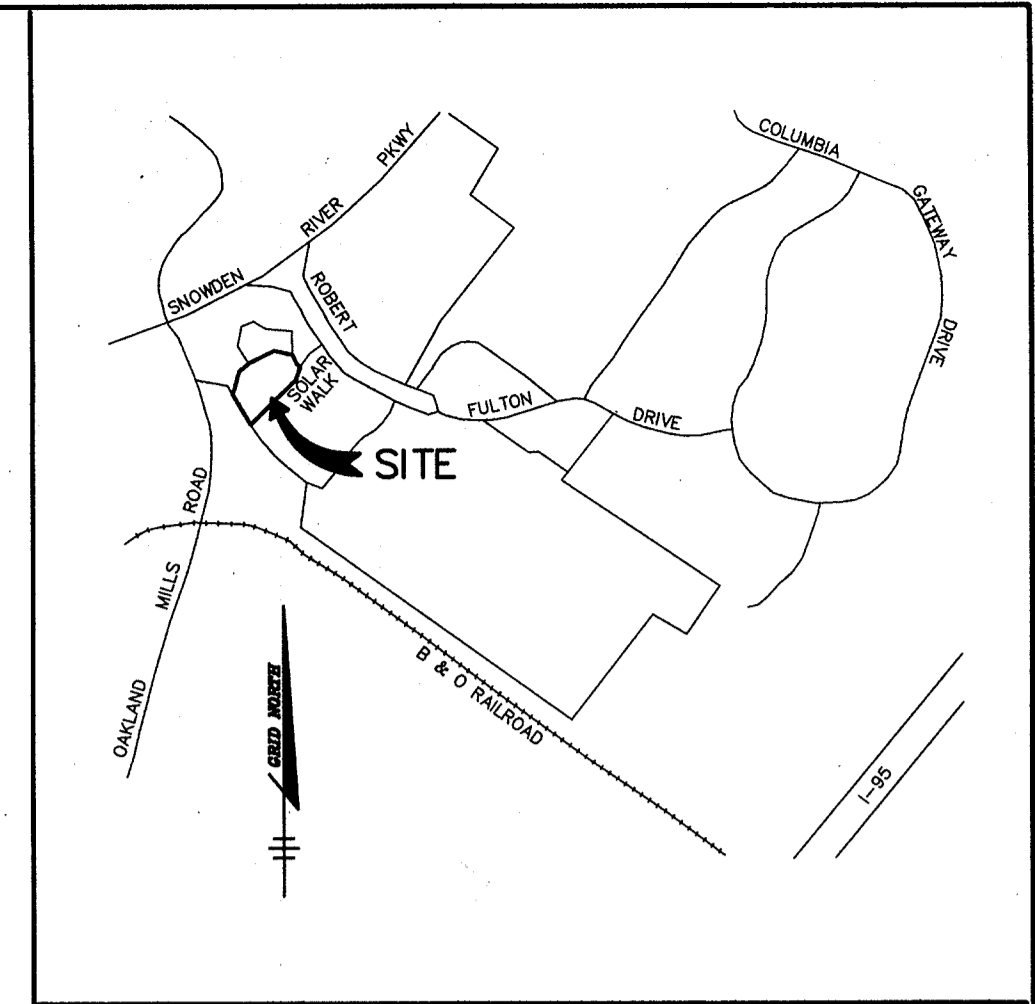 COLUMBIA
GATEWAY
DRIVE
SNOWDEN
RIVER
PKWY
ROBERT
FULTON
DRIVE
SOLAR
WALK
SITE
OAKLAND
MILLS
ROAD
B & O RAILROAD
GRID NORTH
I-95